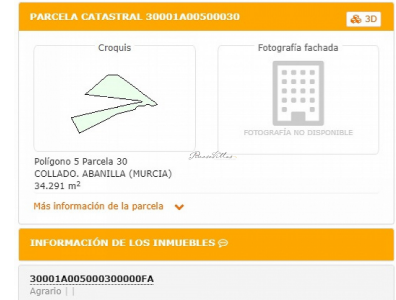 PARCELA CATASTRAL 30001A00500030
3D
Croquis
Fotografía fachada
FOTOGRAFÍA NO DISPONIBLE
Polígono 5 Parcela 30
COLLADO. ABANILLA (MURCIA)
34.291 m²
Más información de la parcela
INFORMACIÓN DE LOS INMUEBLES
30001A005000300000FA
Agrario | |